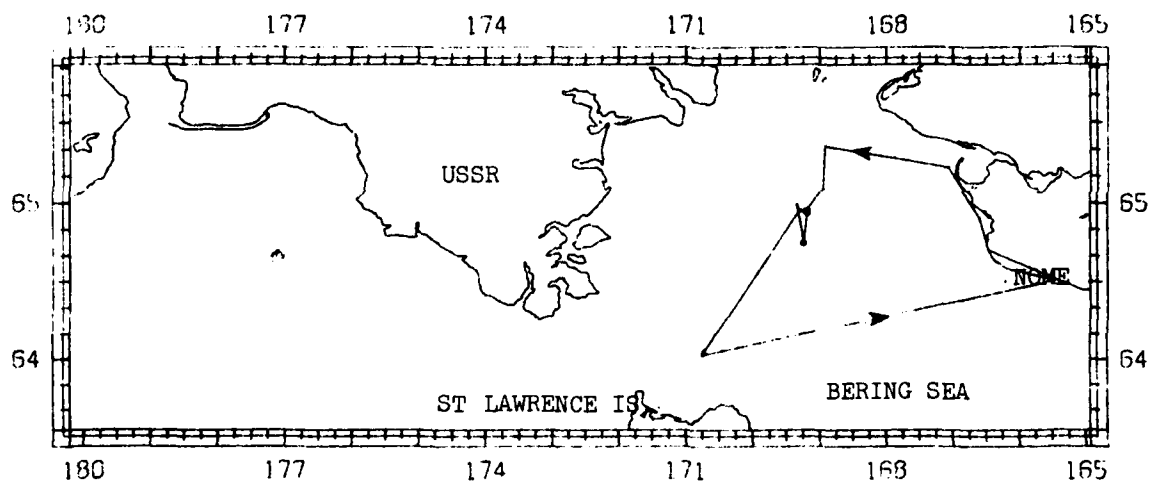 180 177 174 171 168 165
USSR
65 65
NOME
64 64
BERING SEA
ST LAWRENCE IS
180 177 174 171 168 165